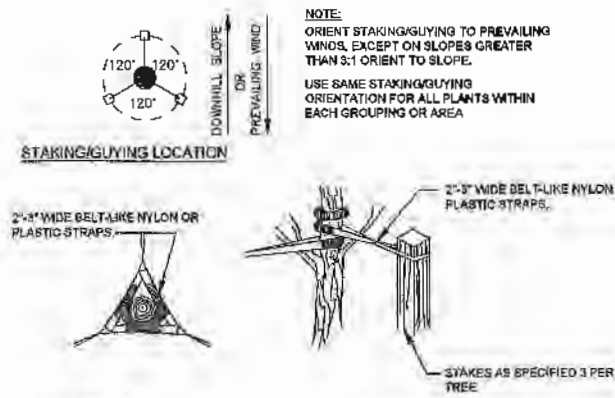 NOTE:
ORIENT STAKING/GUYING TO PREVAILING
WINDS, EXCEPT ON SLOPES GREATER
THAN 3:1 ORIENT TO SLOPE.
USE SAME STAKING/GUYING
ORIENTATION FOR ALL PLANTS WITHIN
EACH GROUPING OR AREA
120°
120°
120°
DOWNHILL SLOPE
OR
PREVAILING WIND
STAKING/GUYING LOCATION
2"-3" WIDE BELT-LIKE NYLON OR
PLASTIC STRAPS.
2"-3" WIDE BELT-LIKE NYLON
PLASTIC STRAPS.
STAKES AS SPECIFIED 3 PER
TREE